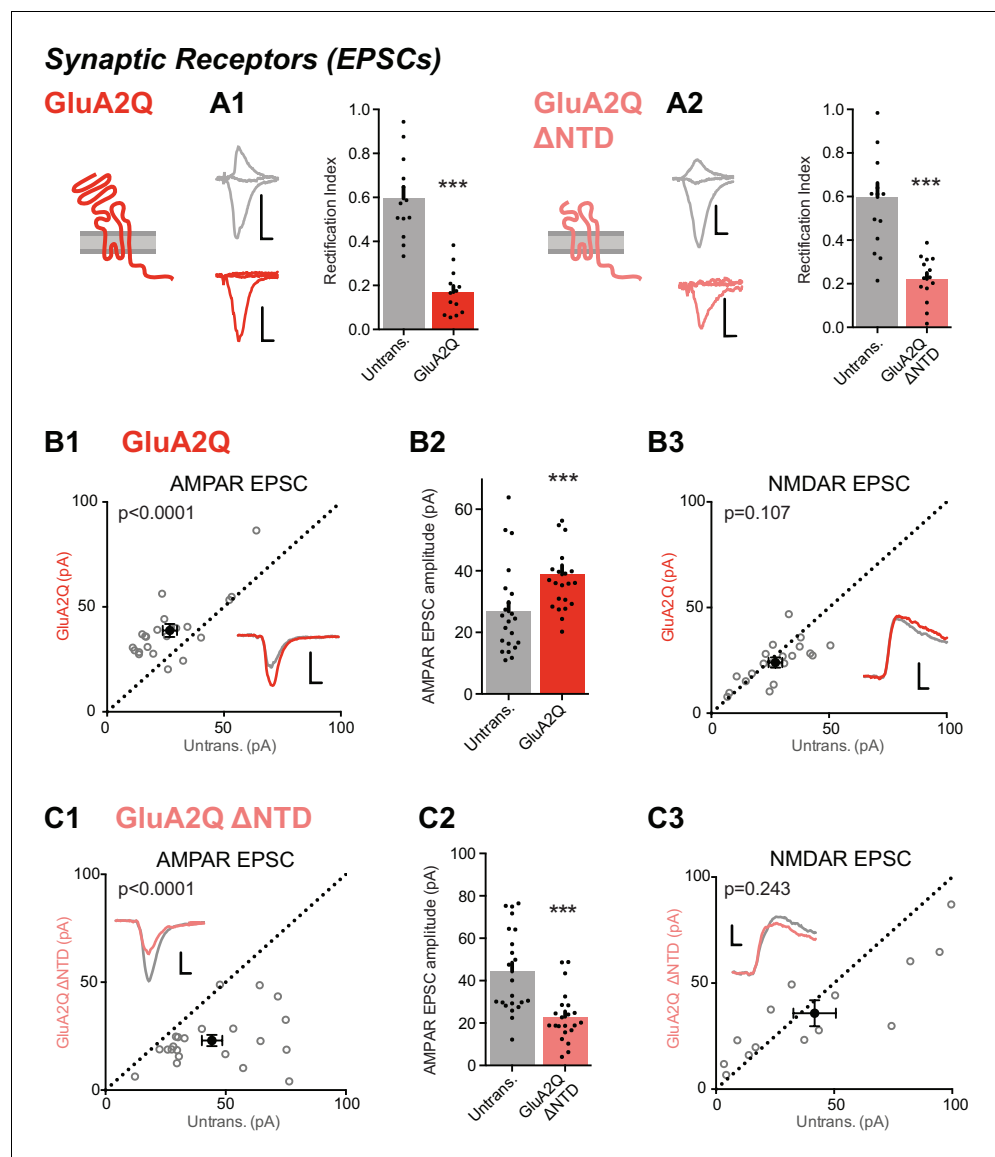 Synaptic Receptors (EPSCs)
GluA2Q
A1
Rectification Index
1.0
0.8
0.6
0.4
0.2
0.0
***
Untrans.
GluA2Q
GluA2Q
ΔNTD
A2
Rectification Index
1.0
0.8
0.6
0.4
0.2
0.0
***
Untrans.
GluA2Q
ΔNTD
B1 GluA2Q
AMPAR EPSC
p<0.0001
GluA2Q (pA)
100
50
0
0 50 100
Untrans. (pA)
B2
AMPAR EPSC amplitude (pA)
80
60
40
20
0
***
Untrans.
GluA2Q
B3
NMDAR EPSC
p=0.107
GluA2Q (pA)
100
50
0
0 50 100
Untrans. (pA)
C1 GluA2Q ΔNTD
AMPAR EPSC
p<0.0001
GluA2Q ΔNTD (pA)
100
50
0
0 50 100
Untrans. (pA)
C2
AMPAR EPSC amplitude (pA)
100
80
60
40
20
0
***
Untrans.
GluA2Q
ΔNTD
C3
NMDAR EPSC
p=0.243
GluA2Q ΔNTD (pA)
100
50
0
0 50 100
Untrans. (pA)